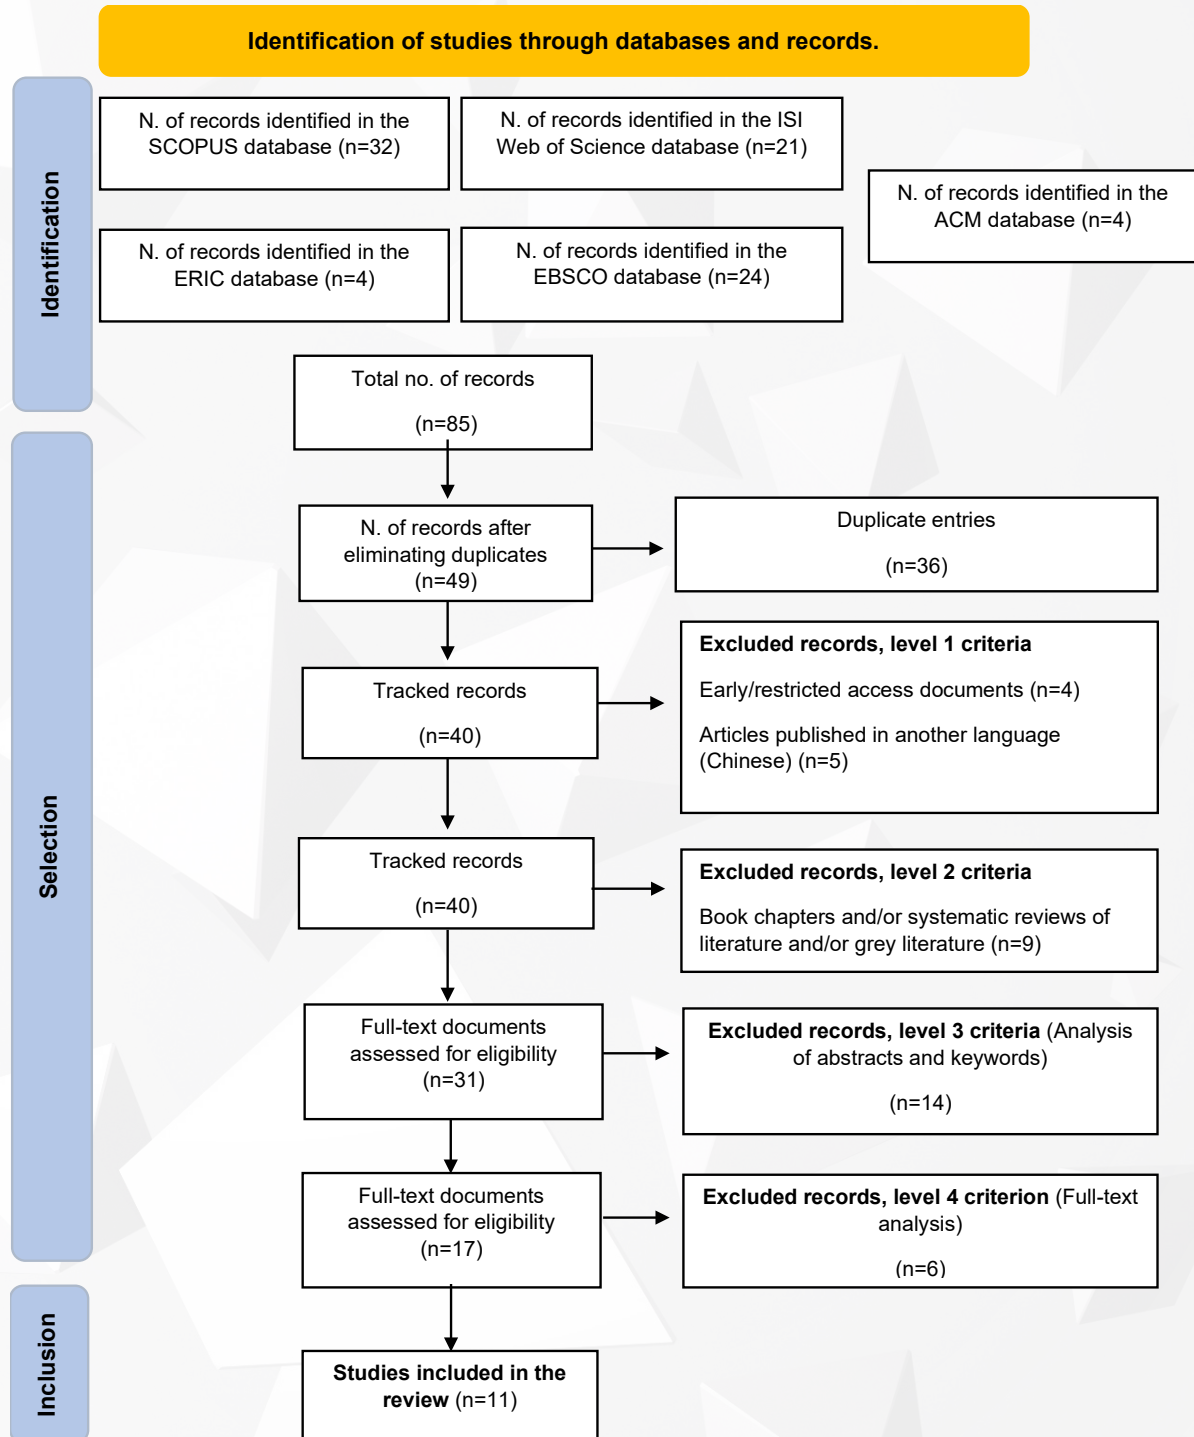 Identification of studies through databases and records.
Identification
N. of records identified in the
SCOPUS database (n=32)
N. of records identified in the ISI
Web of Science database (n=21)
N. of records identified in the
ACM database (n=4)
N. of records identified in the
ERIC database (n=4)
N. of records identified in the
EBSCO database (n=24)
Total no. of records
(n=85)
Selection
N. of records after
eliminating duplicates
(n=49)
Duplicate entries
(n=36)
Tracked records
(n=40)
Excluded records, level 1 criteria
Early/restricted access documents (n=4)
Articles published in another language
(Chinese) (n=5)
Tracked records
(n=40)
Excluded records, level 2 criteria
Book chapters and/or systematic reviews of
literature and/or grey literature (n=9)
Full-text documents
assessed for eligibility
(n=31)
Excluded records, level 3 criteria (Analysis
of abstracts and keywords)
(n=14)
Full-text documents
assessed for eligibility
(n=17)
Excluded records, level 4 criterion (Full-text
analysis)
(n=6)
Inclusion
Studies included in the
review (n=11)